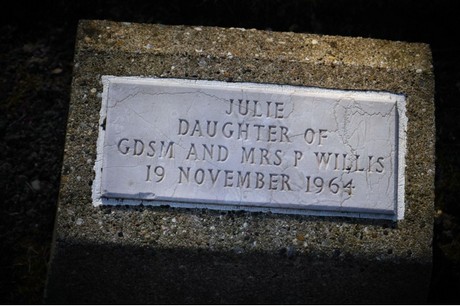 JULIE
DAUGHTER OF
GDSM AND MRS P WILLIS
19 NOVEMBER 1964